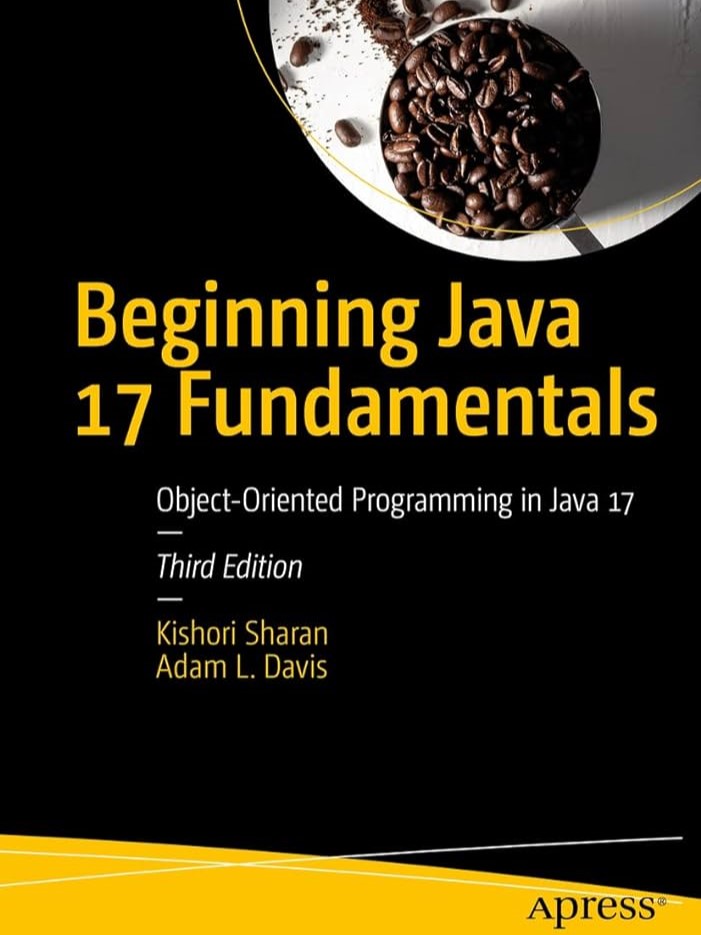 Beginning Java
17 Fundamentals
Object-Oriented Programming in Java 17
Third Edition
Kishori Sharan
Adam L. Davis
Apress®